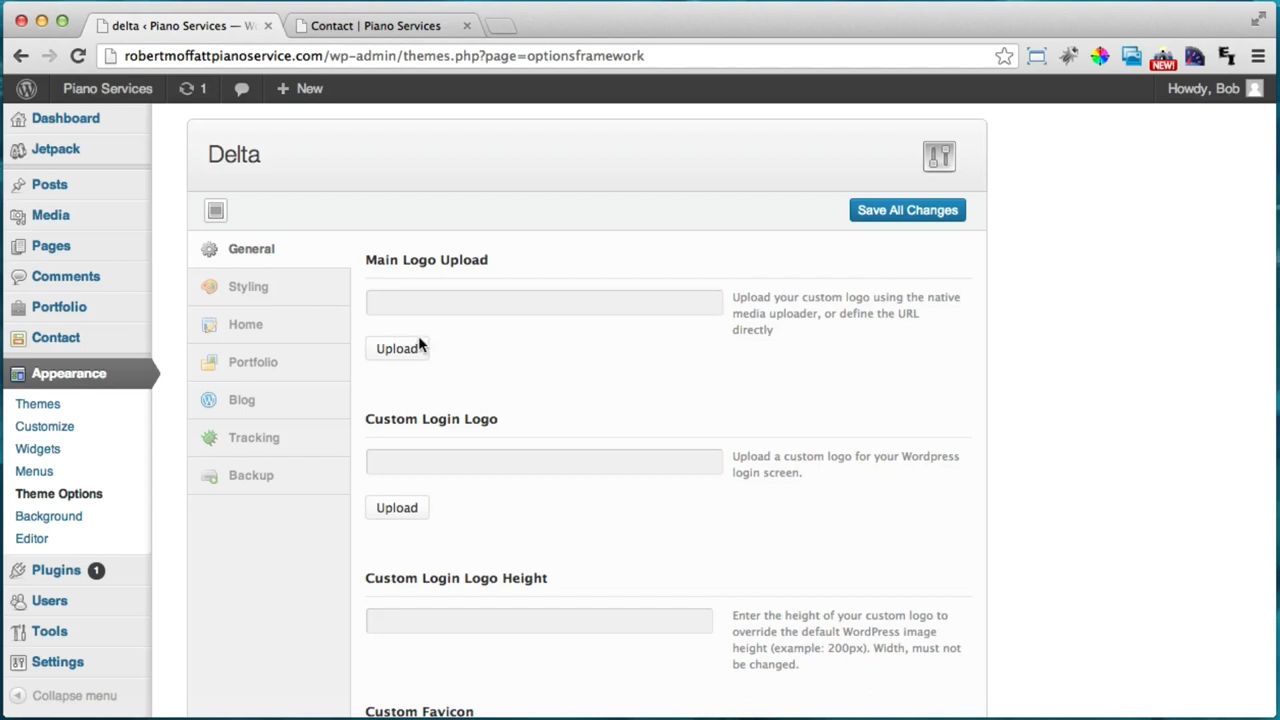 delta ‹ Piano Services — W
Contact | Piano Services
robertmoffattpianoservice.com/wp-admin/themes.php?page=optionsframework
NEW!
Piano Services
1
+ New
Howdy, Bob
Dashboard
Jetpack
Posts
Media
Pages
Comments
Portfolio
Contact
Appearance
Themes
Customize
Widgets
Menus
Theme Options
Background
Editor
Plugins 1
Users
Tools
Settings
Collapse menu
Delta
Save All Changes
General
Styling
Home
Portfolio
Blog
Tracking
Backup
Main Logo Upload
Upload your custom logo using the native
media uploader, or define the URL
directly
Upload
Custom Login Logo
Upload a custom logo for your Wordpress
login screen.
Upload
Custom Login Logo Height
Enter the height of your custom logo to
override the default WordPress image
height (example: 200px). Width, must not
be changed.
Custom Favicon